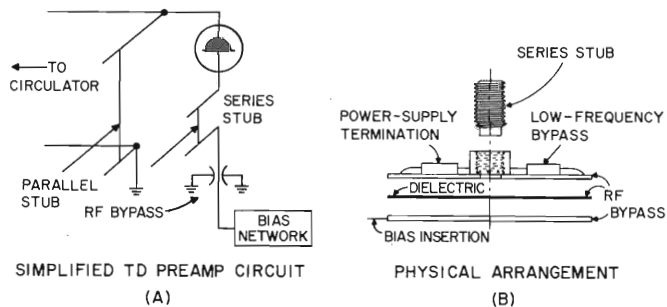 TO
CIRCULATOR
SERIES
STUB
PARALLEL
STUB
RF BYPASS
BIAS
NETWORK
SIMPLIFIED TD PREAMP CIRCUIT
(A)
SERIES STUB
POWER-SUPPLY
TERMINATION
LOW-FREQUENCY
BYPASS
DIELECTRIC
RF
BYPASS
BIAS INSERTION
PHYSICAL ARRANGEMENT
(B)